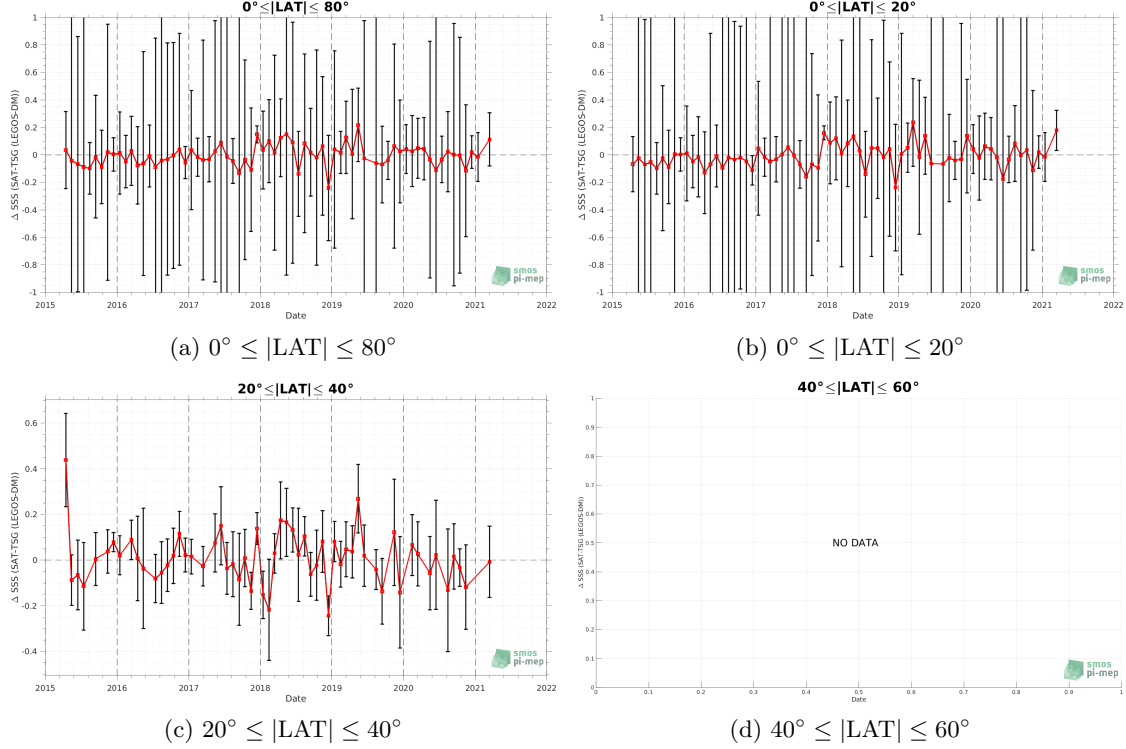 0°≤|LAT|≤ 80°
Δ SSS (SAT-TSG (LEGOS-DM))
1
0.8
0.6
0.4
0.2
0
-0.2
-0.4
-0.6
-0.8
-1
2015 2016 2017 2018 2019 2020 2021 2022
Date
smos
pi-mep
(a) 0° ≤ |LAT| ≤ 80°
0°≤|LAT|≤ 20°
Δ SSS (SAT-TSG (LEGOS-DM))
1
0.8
0.6
0.4
0.2
0
-0.2
-0.4
-0.6
-0.8
-1
2015 2016 2017 2018 2019 2020 2021 2022
Date
smos
pi-mep
(b) 0° ≤ |LAT| ≤ 20°
20°≤|LAT|≤ 40°
Δ SSS (SAT-TSG (LEGOS-DM))
0.6
0.4
0.2
0
-0.2
-0.4
2015 2016 2017 2018 2019 2020 2021 2022
Date
smos
pi-mep
(c) 20° ≤ |LAT| ≤ 40°
40°≤|LAT|≤ 60°
Δ SSS (SAT-TSG (LEGOS-DM))
1
0.9
0.8
0.7
0.6
0.5
0.4
0.3
0.2
0.1
0
NO DATA
0 0.1 0.2 0.3 0.4 0.5 0.6 0.7 0.8 0.9 1
Date
smos
pi-mep
(d) 40° ≤ |LAT| ≤ 60°